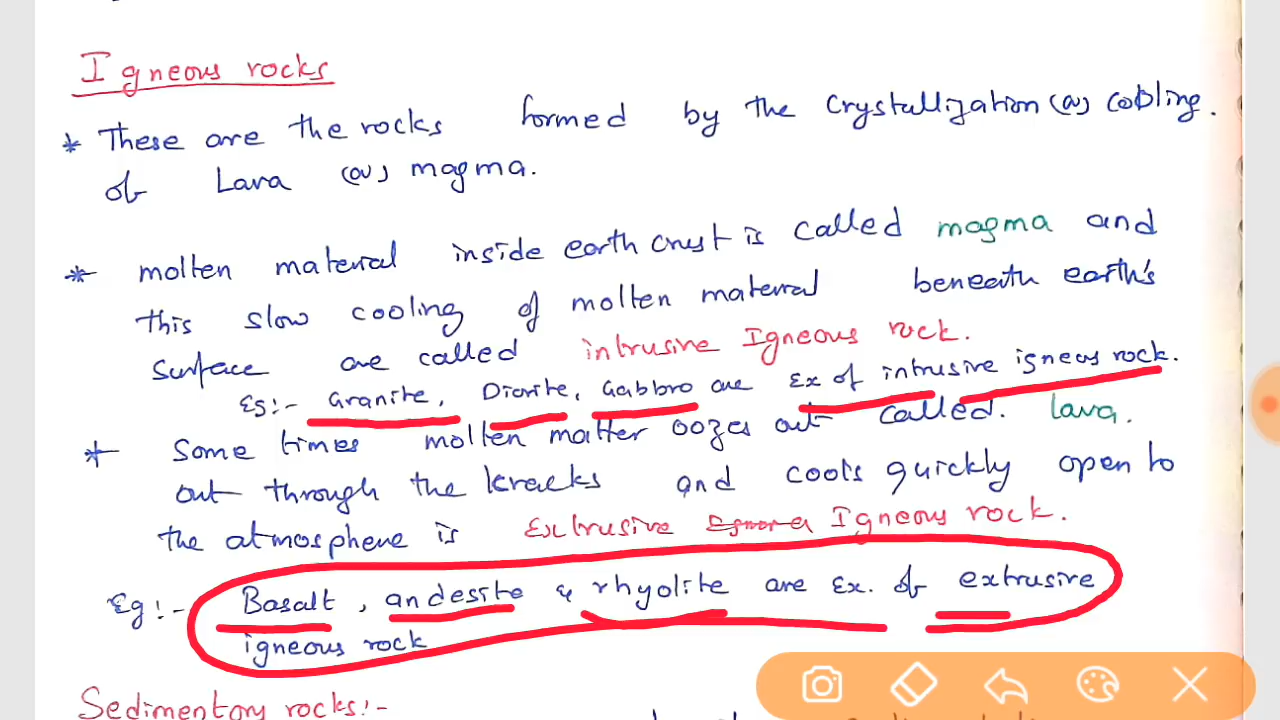 Igneous rocks
* These are the rocks formed by the crystallization (or) cooling.
of Lava (or) magma.
* molten material inside earth crust is called magma and
this slow cooling of molten material beneath earth's
surface are called intrusive Igneous rock.
Eg:- Granite, Diorite, Gabbro are Ex of intrusive igneous rock.
* Some times molten matter oozes out called. lava.
out through the kracks and cools quickly open to
the atmosphere is Extrusive Igneous rock.
Eg:- Basalt, andesite & rhyolite are Ex. of extrusive
igneous rock
Sedimentory rocks:-